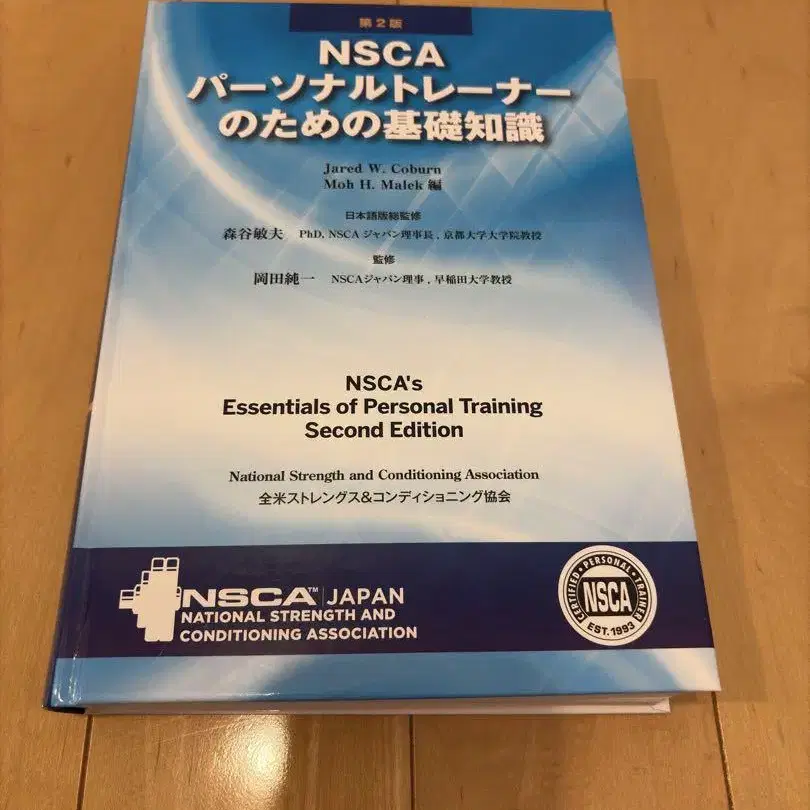 第2版
NSCA
パーソナルトレーナー
のための基礎知識
Jared W. Coburn
Moh H. Malek 編
日本語版総監修
森谷敏夫 PhD, NSCA ジャパン理事長, 京都大学大学院教授
監修
岡田純一 NSCAジャパン理事, 早稲田大学教授
NSCA's
Essentials of Personal Training
Second Edition
National Strength and Conditioning Association
全米ストレングス&コンディショニング協会
NSCA™ JAPAN
NATIONAL STRENGTH AND
CONDITIONING ASSOCIATION
CERTIFIED • PERSONAL • TRAINER
NSCA
EST. 1993